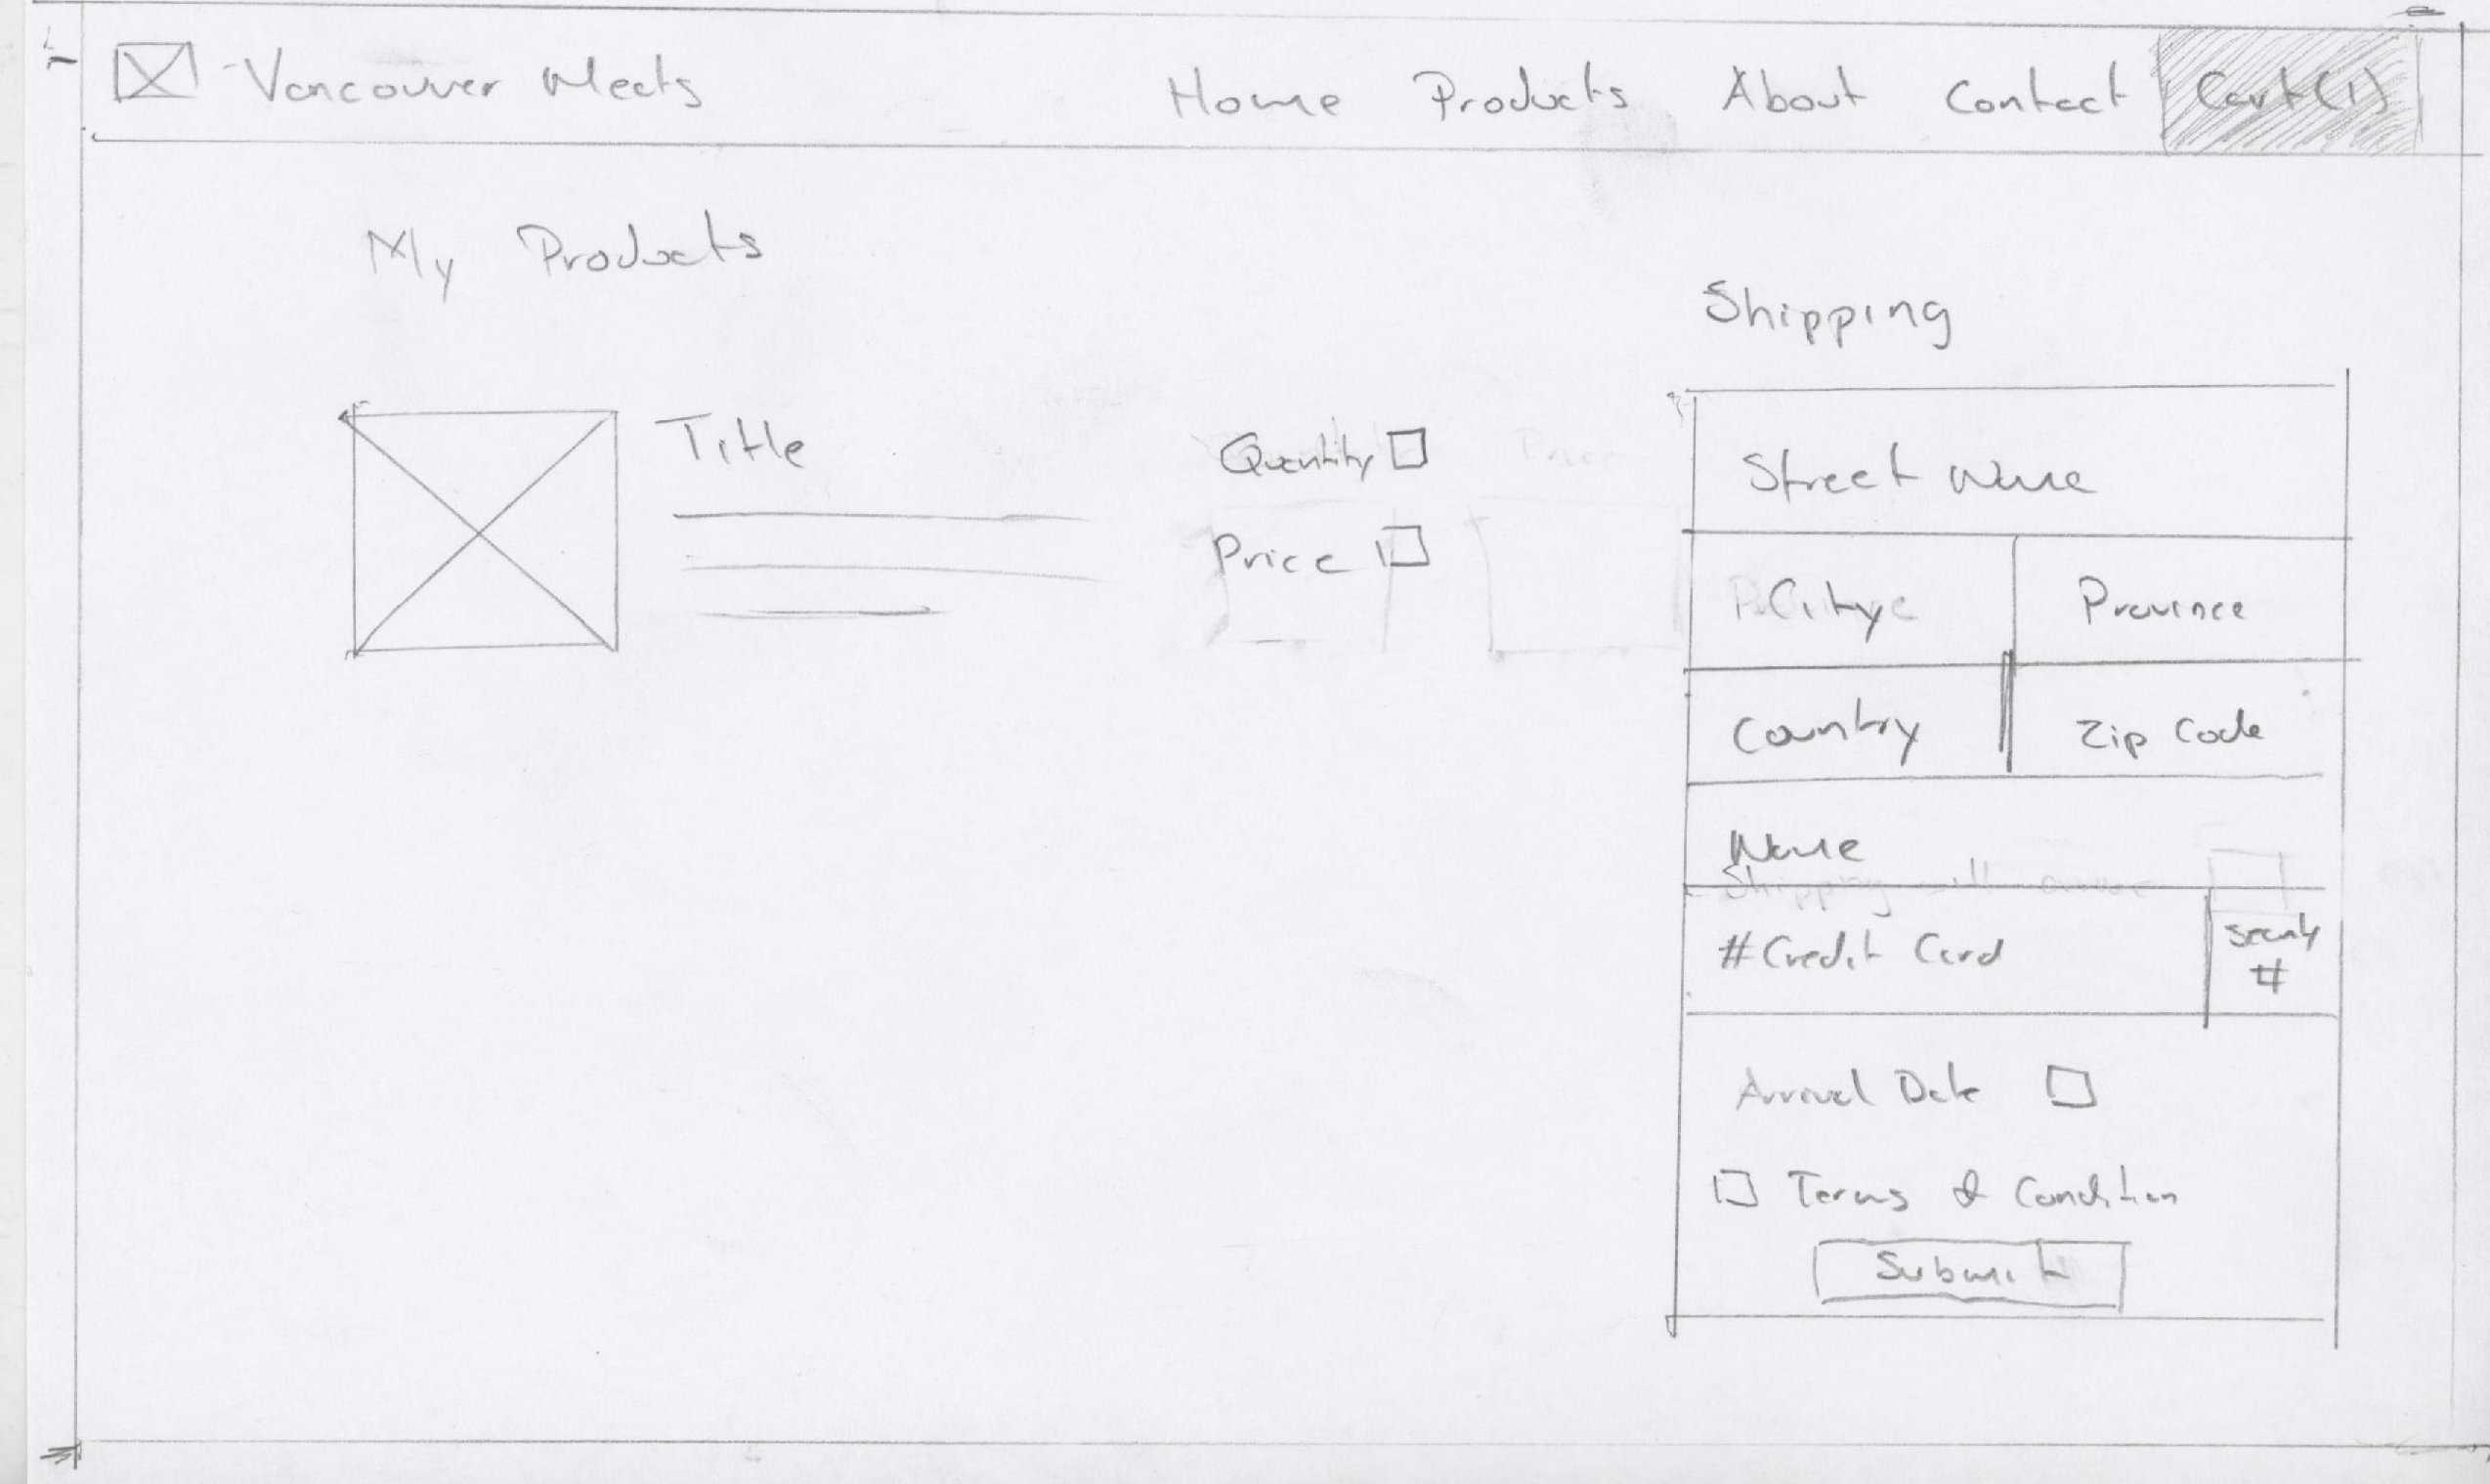 Vancouver Meats Home Products About Contact Cart(1)
My Products
Shipping
Title
Quantity
Price
Street Name
City
Province
Country
Zip Code
Name
#Credit Card
Security
#
Arrival Date
Terms & Condition
Submit